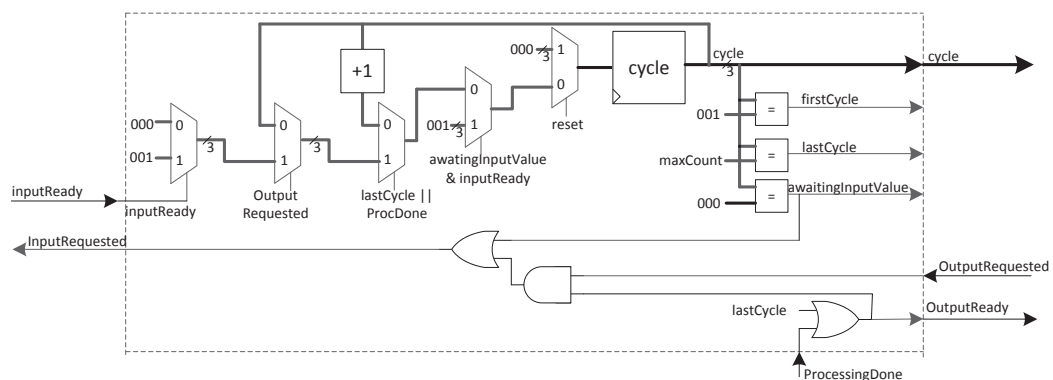 000
3
1
0
cycle
reset
cycle
3
cycle
+1
0
001
3
1
awatingInputValue
& inputReady
firstCycle
001
=
000
0
001
1
3
0
1
3
0
1
lastCycle
maxCount
=
awaitingInputValue
000
=
inputReady
inputReady
Output
Requested
lastCycle ||
ProcDone
InputRequested
OutputRequested
lastCycle
OutputReady
ProcessingDone